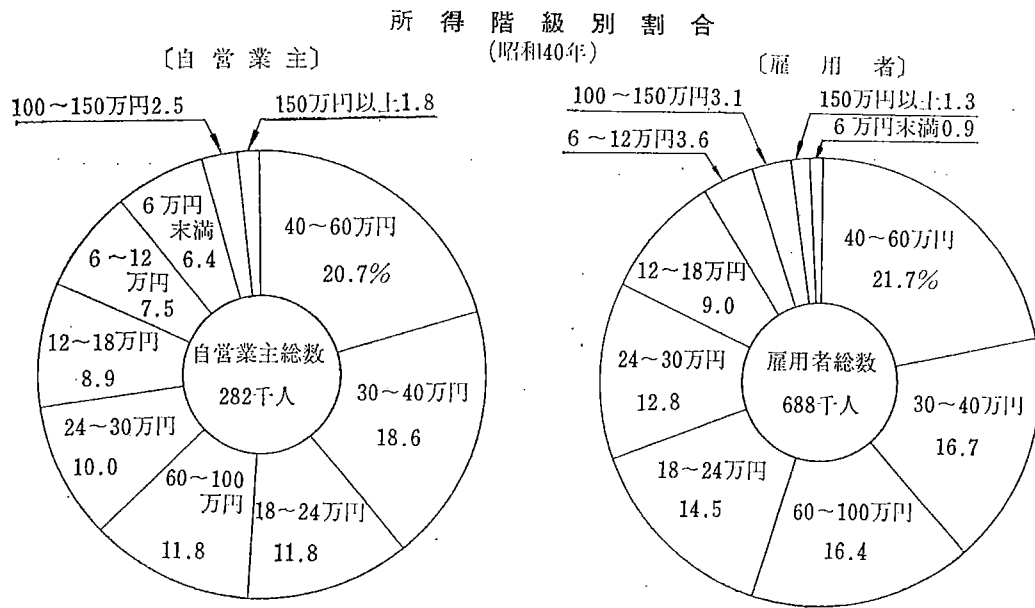 所得階級別割合
(昭和40年)
〔自営業主〕
100～150万円2.5
150万円以上1.8
6万円
末満
6.4
40～60万円
20.7%
6～12
万円
7.5
12～18万円
8.9
自営業主総数
282千人
30～40万円
18.6
24～30万円
10.0
60～100
万円
11.8
18～24万円
11.8
〔雇用者〕
100～150万円3.1
150万円以上1.3
6～12万円3.6
6万円末満0.9
40～60万円
21.7%
12～18万円
9.0
24～30万円
12.8
雇用者総数
688千人
30～40万円
16.7
18～24万円
14.5
60～100万円
16.4